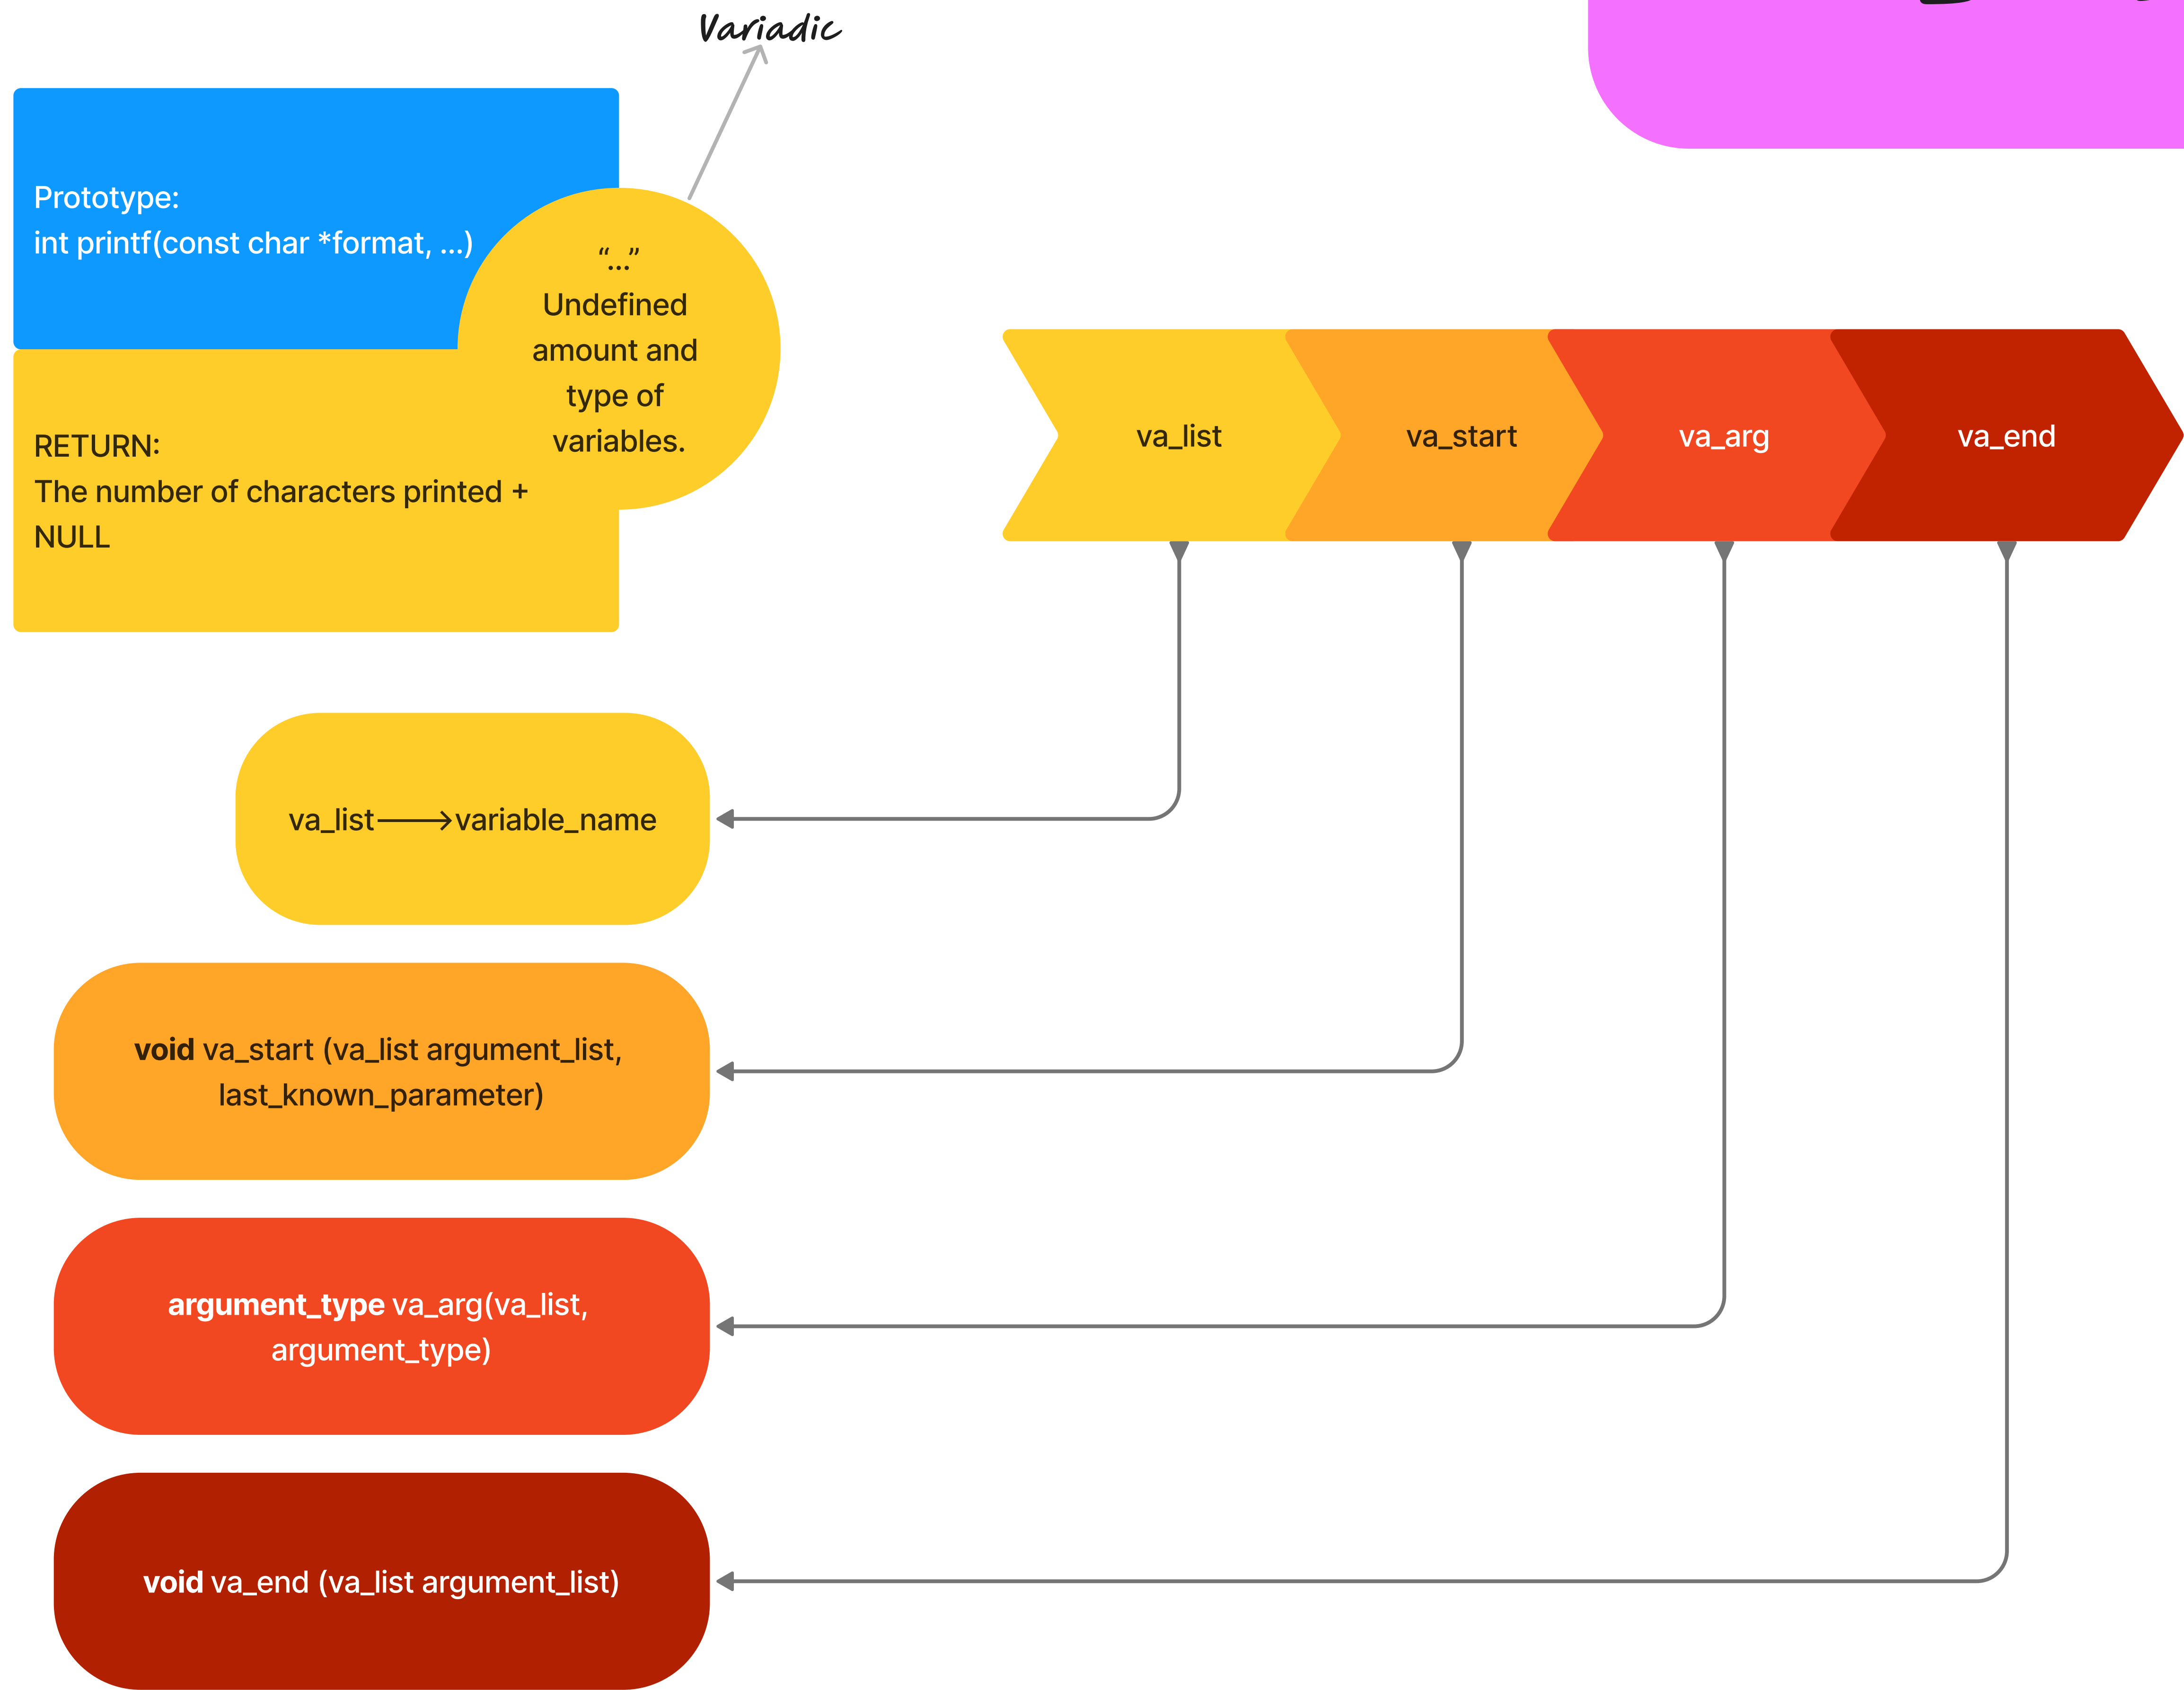 Variadic
Prototype:
int printf(const char *format, ...)
“...”
Undefined
amount and
type of
variables.
RETURN:
The number of characters printed +
NULL
va_list
va_start
va_arg
va_end
va_list variable_name
void va_start (va_list argument_list,
last_known_parameter)
argument_type va_arg(va_list,
argument_type)
void va_end (va_list argument_list)